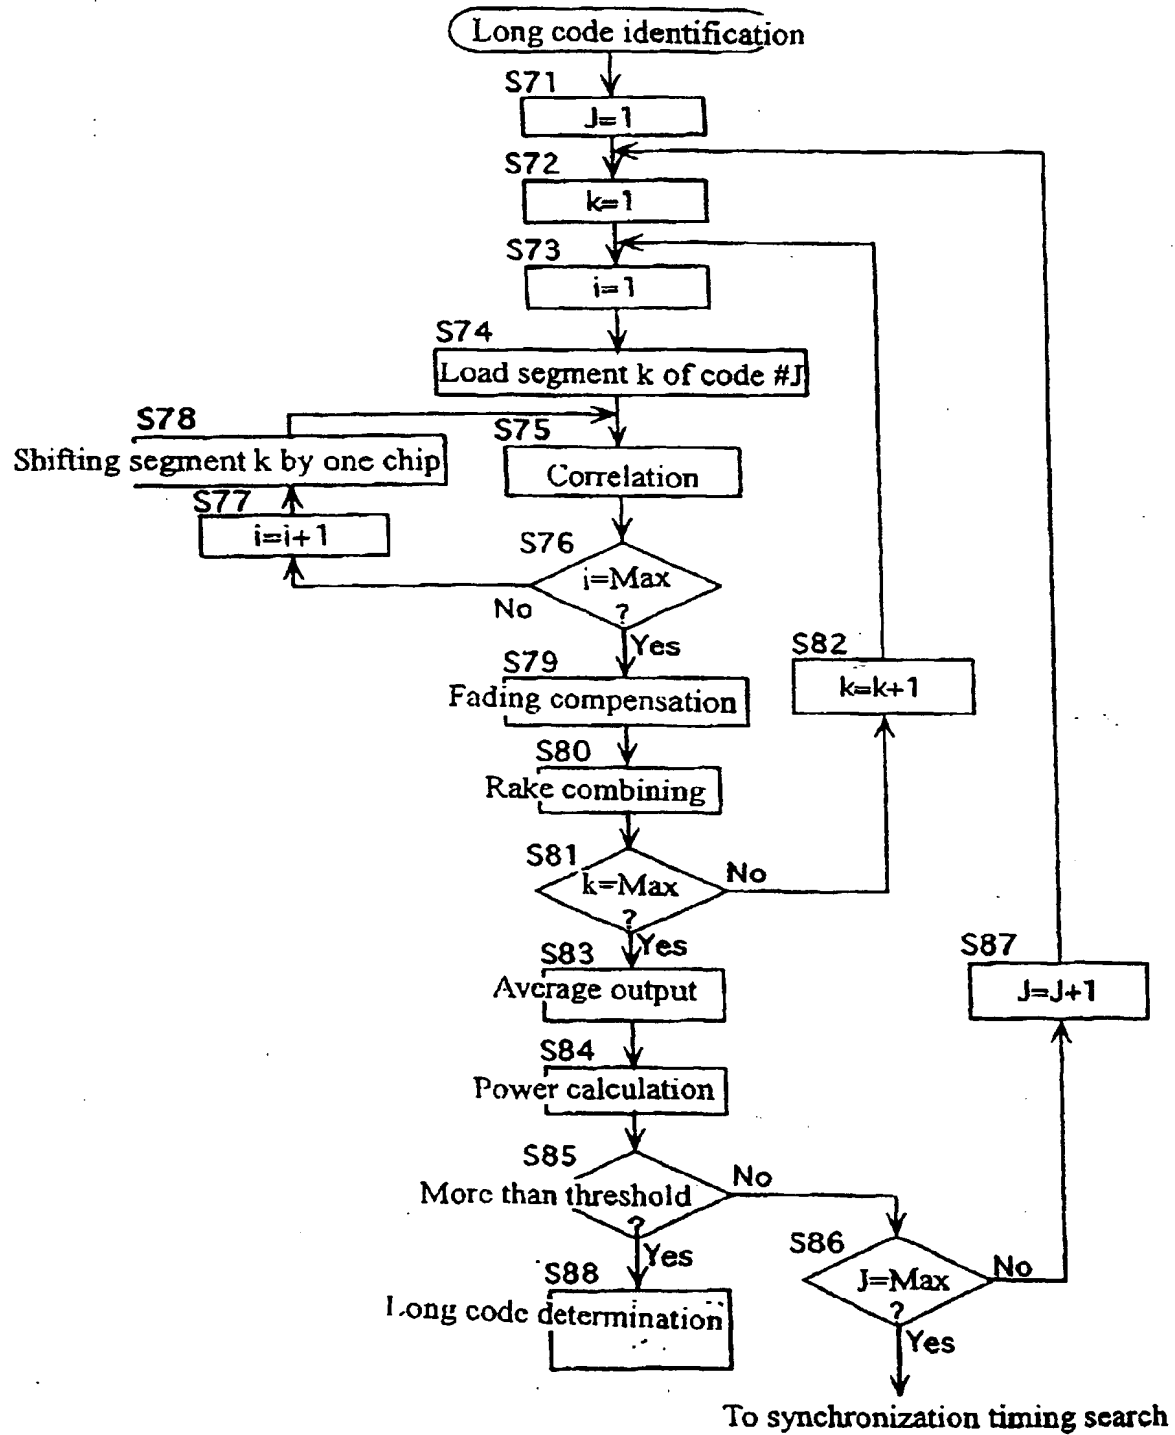 Long code identification
S71
J=1
S72
k=1
S73
i=1
S74
Load segment k of code #J
S78
Shifting segment k by one chip
S75
Correlation
S77
i=i+1
S76
i=Max
?
No
Yes
S79
Fading compensation
S82
k=k+1
S80
Rake combining
S81
k=Max
?
No
Yes
S83
Average output
S87
J=J+1
S84
Power calculation
S85
More than threshold
?
No
Yes
S86
J=Max
?
No
Yes
S88
Long code determination
To synchronization timing search